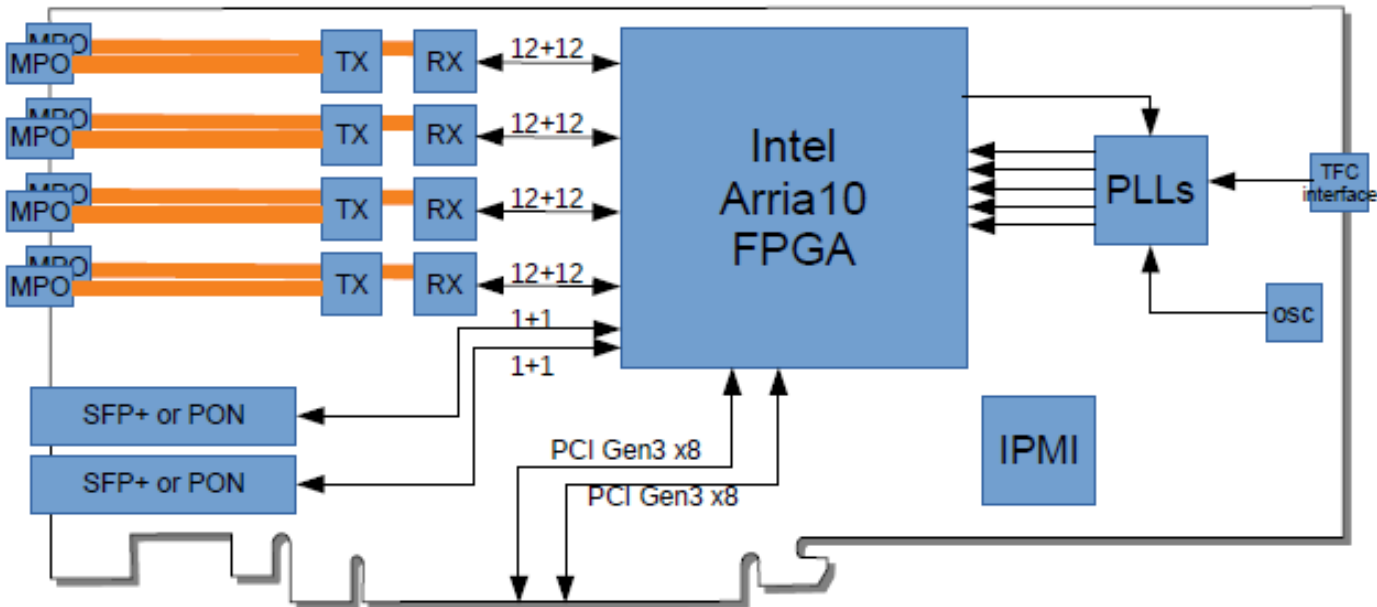 MPO
MPO
TX
RX
12+12
MPO
MPO
TX
RX
12+12
MPO
MPO
TX
RX
12+12
MPO
MPO
TX
RX
12+12
1+1
1+1
Intel
Arria10
FPGA
PLLs
TFC
interface
osc
SFP+ or PON
SFP+ or PON
PCI Gen3 x8
PCI Gen3 x8
IPMI